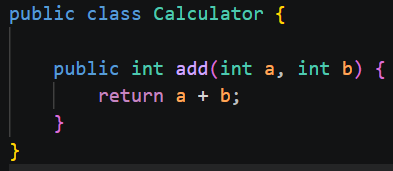 public class Calculator {
    public int add(int a, int b) {
        return a + b;
    }
}